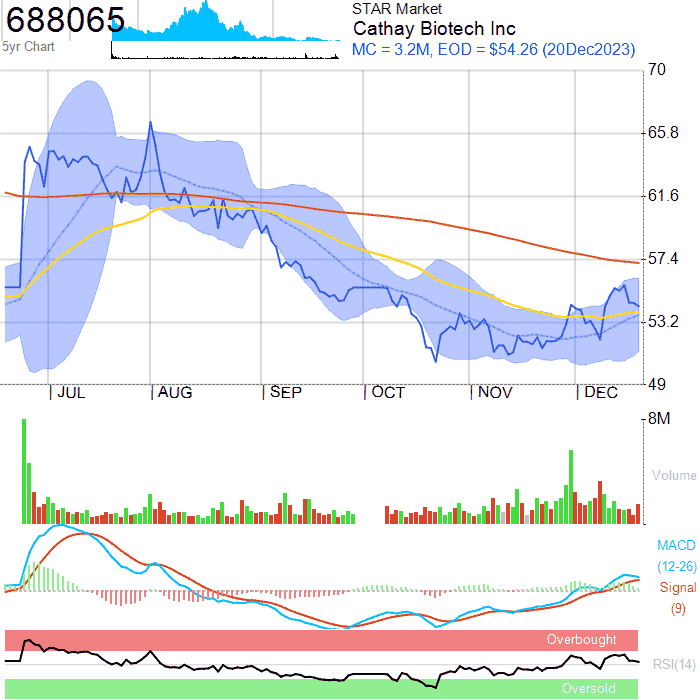 688065
5yr Chart
STAR Market
Cathay Biotech Inc
MC = 3.2M, EOD = $54.26 (20Dec2023)
70
65.8
61.6
57.4
53.2
49
JUL AUG SEP OCT NOV DEC
8M
Volume
MACD
(12-26)
Signal
(9)
Overbought
RSI(14)
Oversold